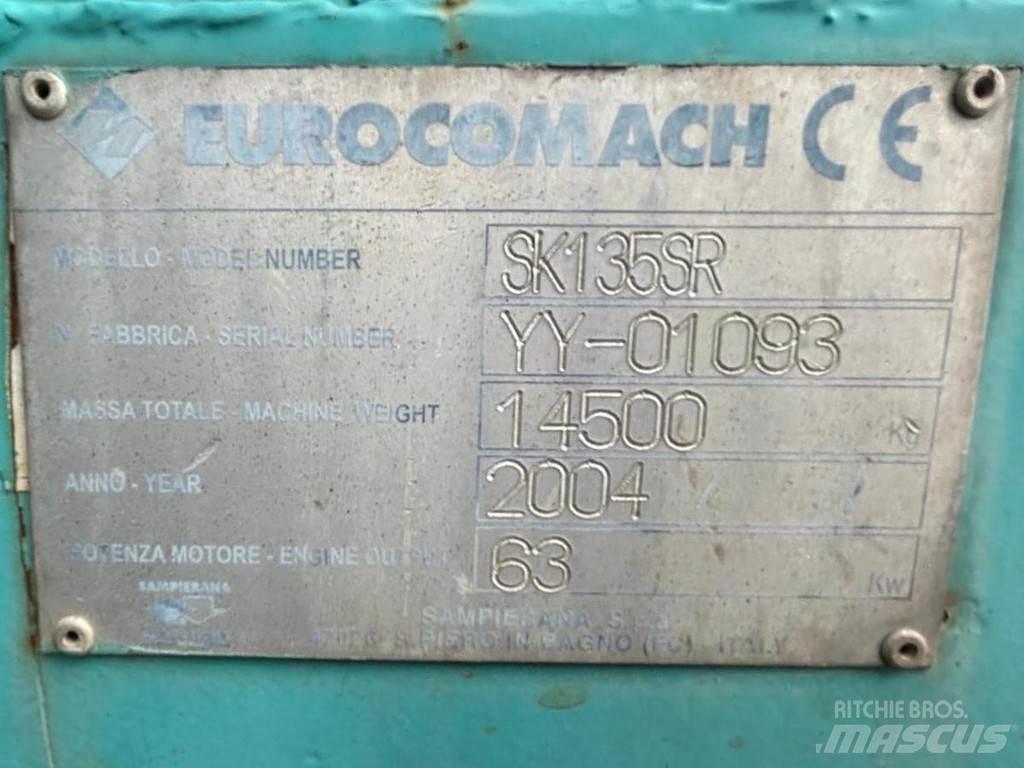 EUROCOMACH CE
MODELLO - MODEL NUMBER SK135SR
N° FABBRICA - SERIAL NUMBER YY-01093
MASSA TOTALE - MACHINE WEIGHT 14500 KG
ANNO - YEAR 2004
POTENZA MOTORE - ENGINE OUTPUT 63 Kw
SAMPIERANA
SAMPIERANA S.p.a.
S. PIERO IN BAGNO (FC) ITALY
RITCHIE BROS.
MASCUS